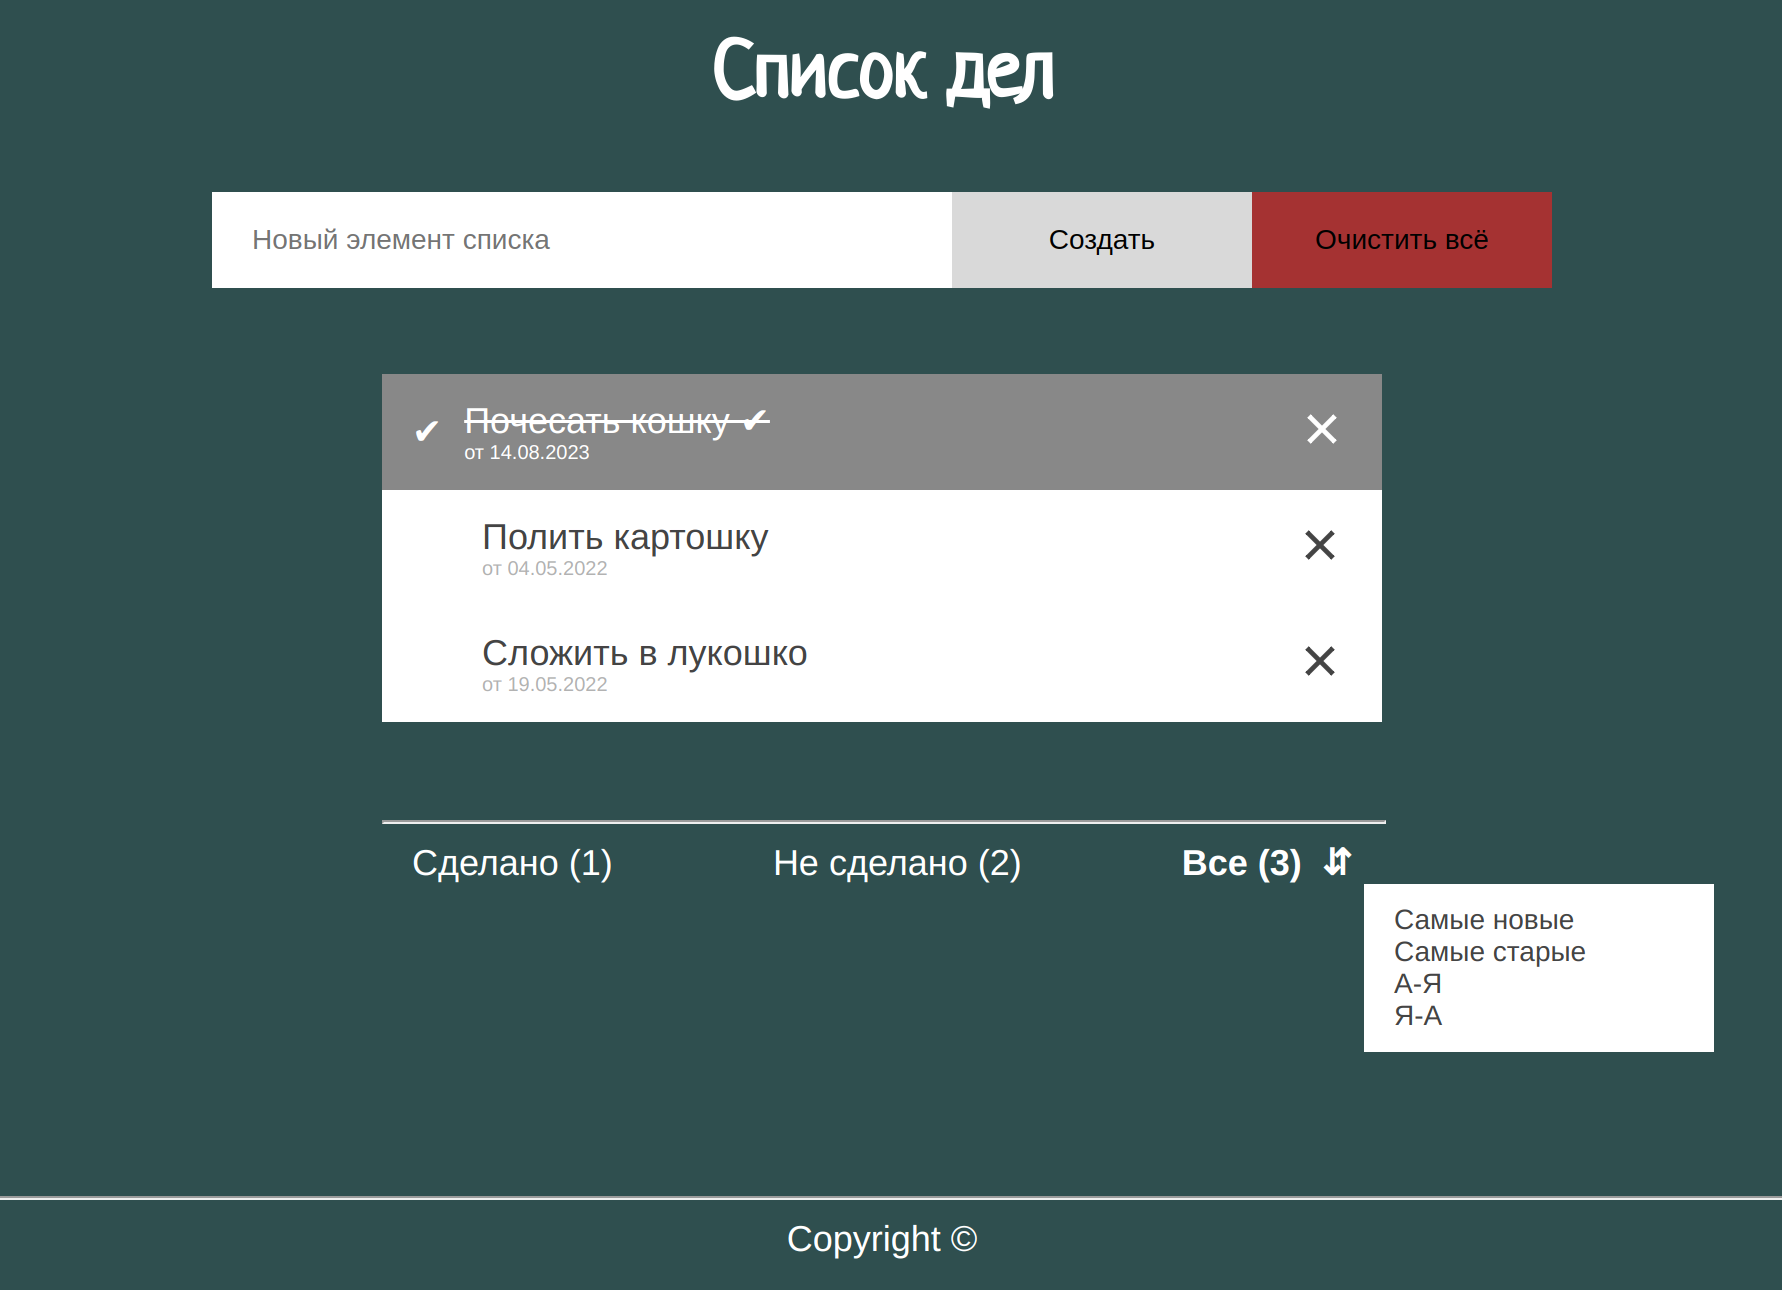 Список дел
Новый элемент списка
Создать
Очистить всё
✔ Почесать кошку ✔ ✕
от 14.08.2023
Полить картошку ✕
от 04.05.2022
Сложить в лукошко ✕
от 19.05.2022
Сделано (1)
Не сделано (2)
Все (3) ⇵
Самые новые
Самые старые
А-Я
Я-А
Copyright ©